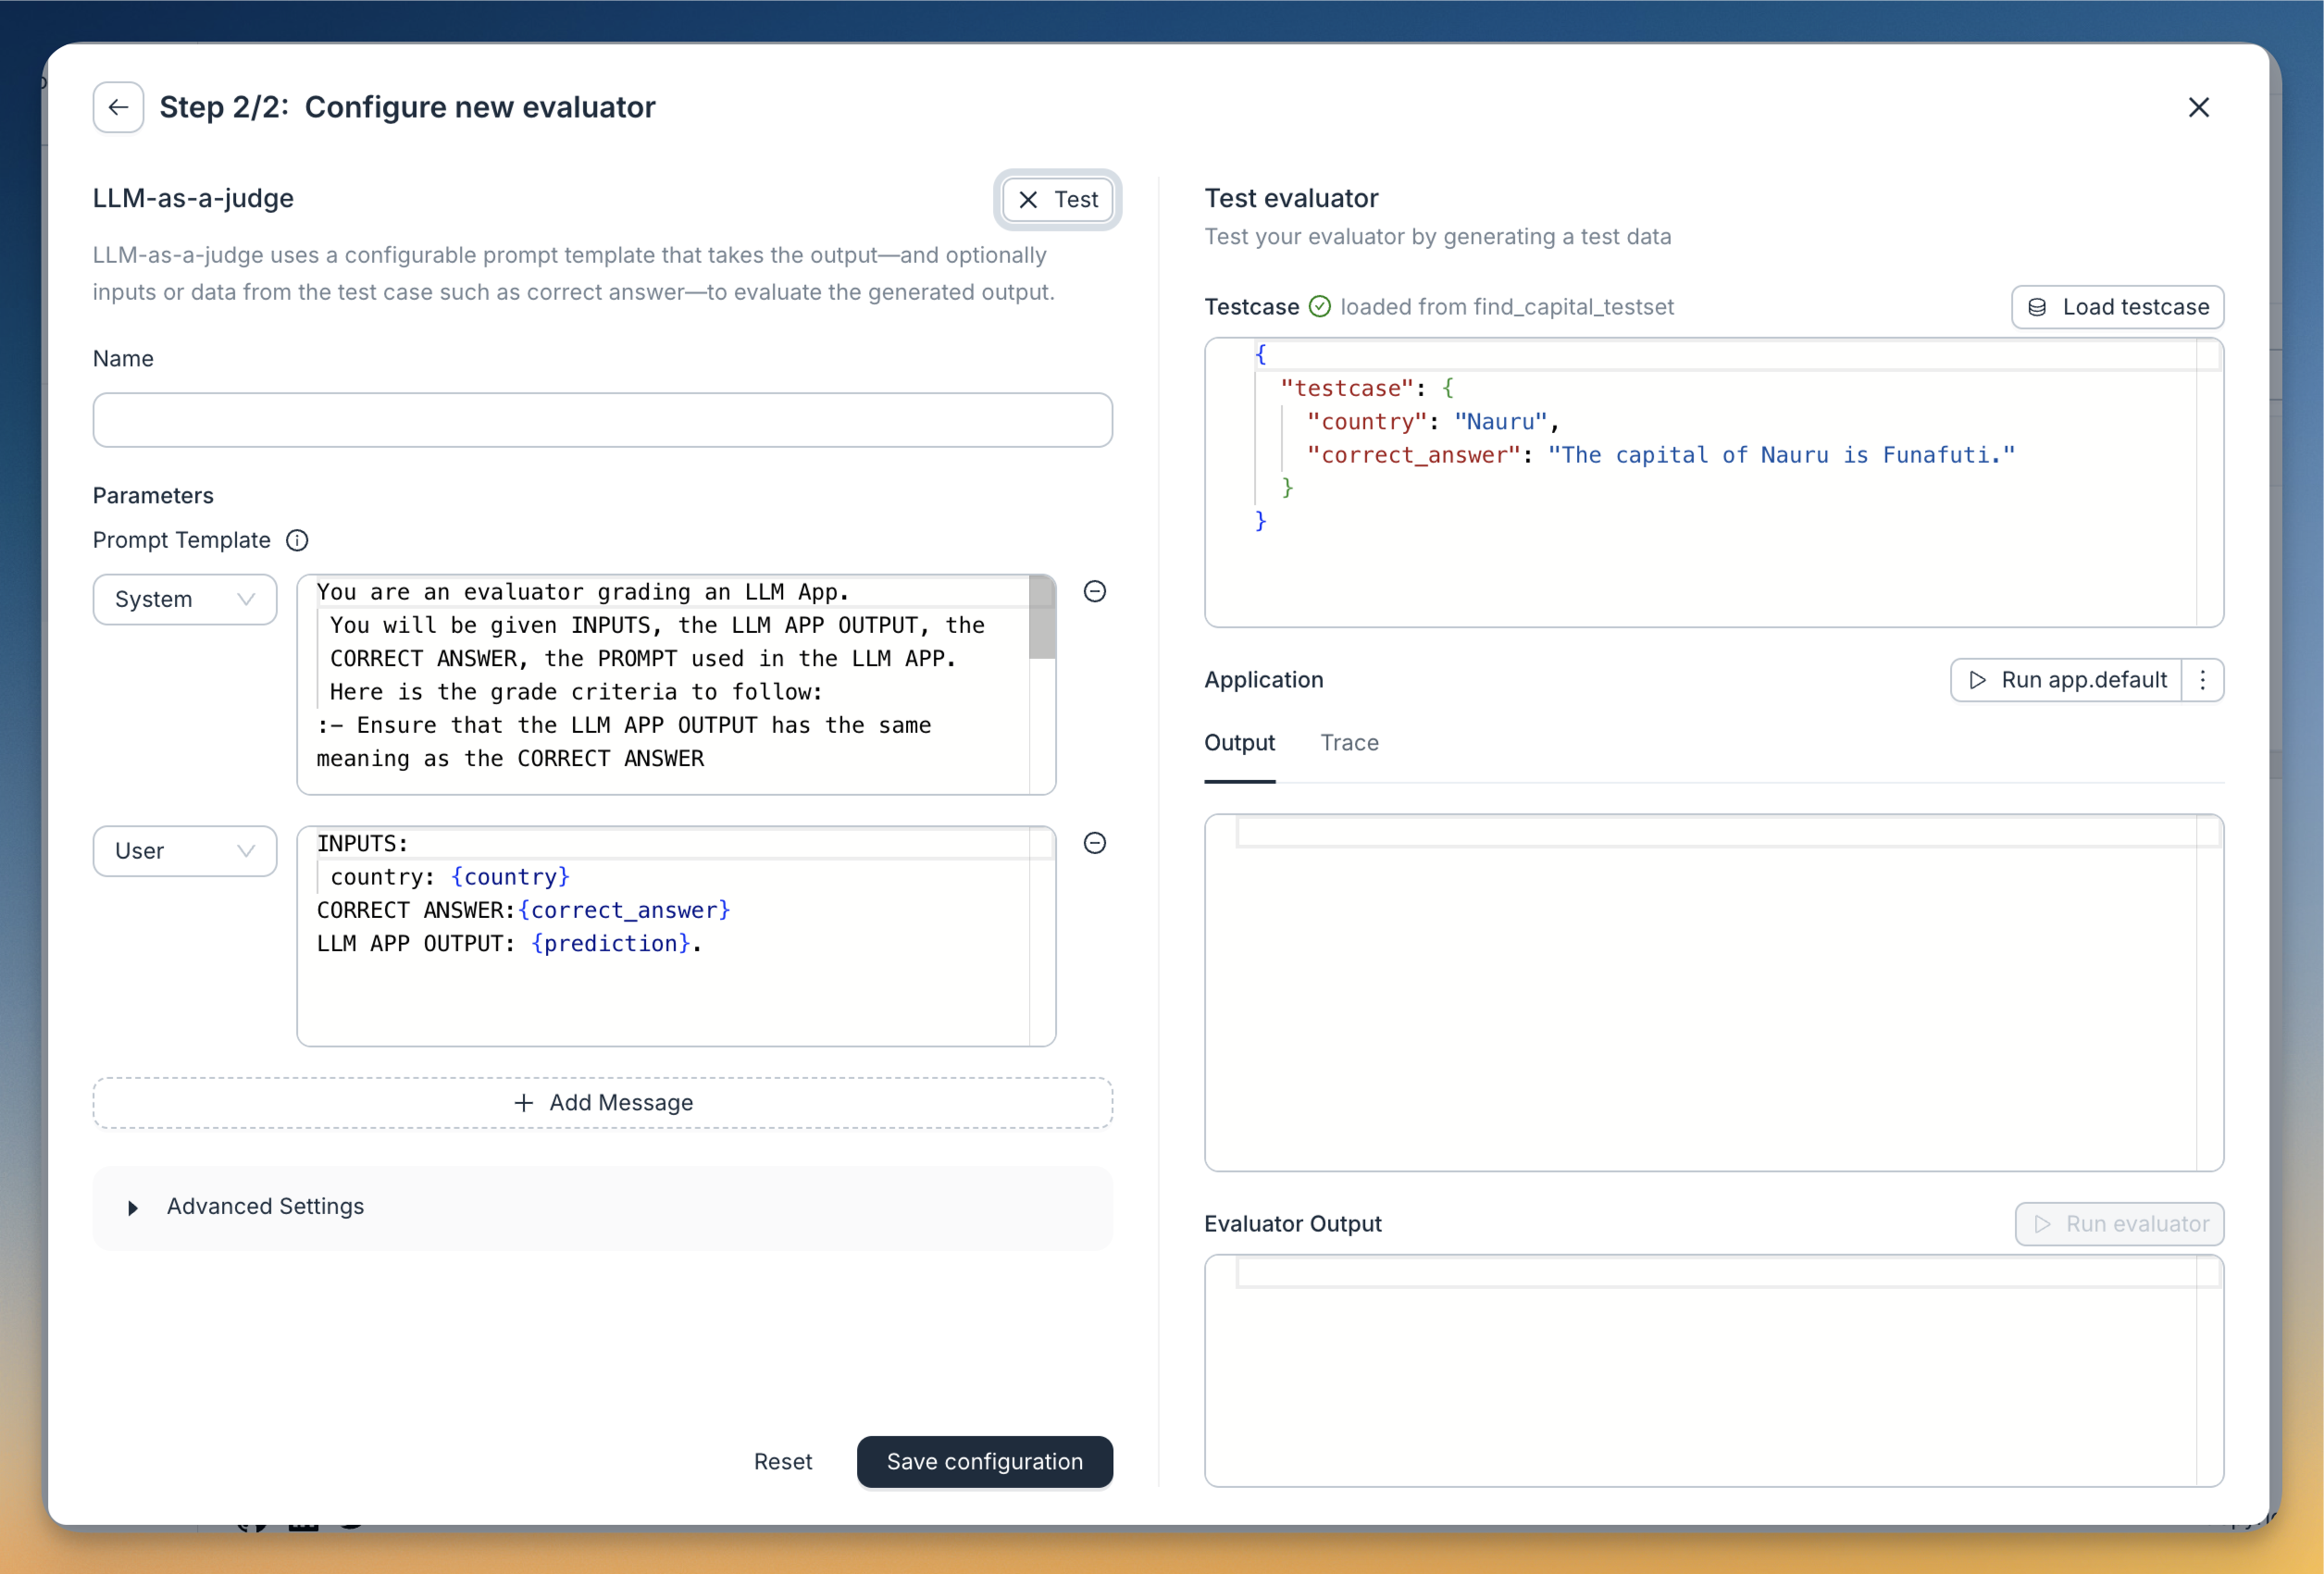 Step 2/2: Configure new evaluator
LLM-as-a-judge
Test
LLM-as-a-judge uses a configurable prompt template that takes the output—and optionally
inputs or data from the test case such as correct answer—to evaluate the generated output.
Name
Parameters
Prompt Template
System
You are an evaluator grading an LLM App.
You will be given INPUTS, the LLM APP OUTPUT, the
CORRECT ANSWER, the PROMPT used in the LLM APP.
Here is the grade criteria to follow:
:- Ensure that the LLM APP OUTPUT has the same
meaning as the CORRECT ANSWER
User
INPUTS:
country: {country}
CORRECT ANSWER:{correct_answer}
LLM APP OUTPUT: {prediction}.
+ Add Message
Advanced Settings
Reset
Save configuration
Test evaluator
Test your evaluator by generating a test data
Testcase loaded from find_capital_testset
Load testcase
{
"testcase": {
"country": "Nauru",
"correct_answer": "The capital of Nauru is Funafuti."
}
}
Application
Run app.default
Output Trace
Evaluator Output
Run evaluator